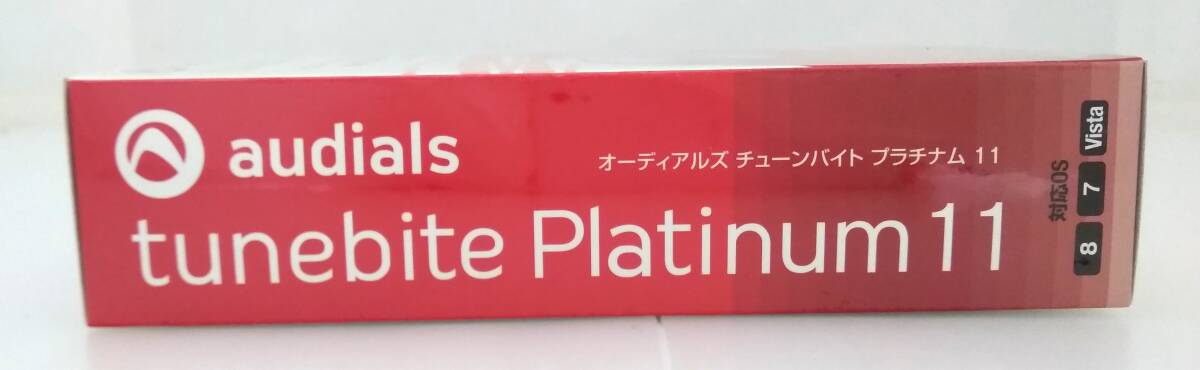 audials
オーディアルズ チューンバイト プラチナム 11
tunebite Platinum 11
対応OS
8 7 Vista